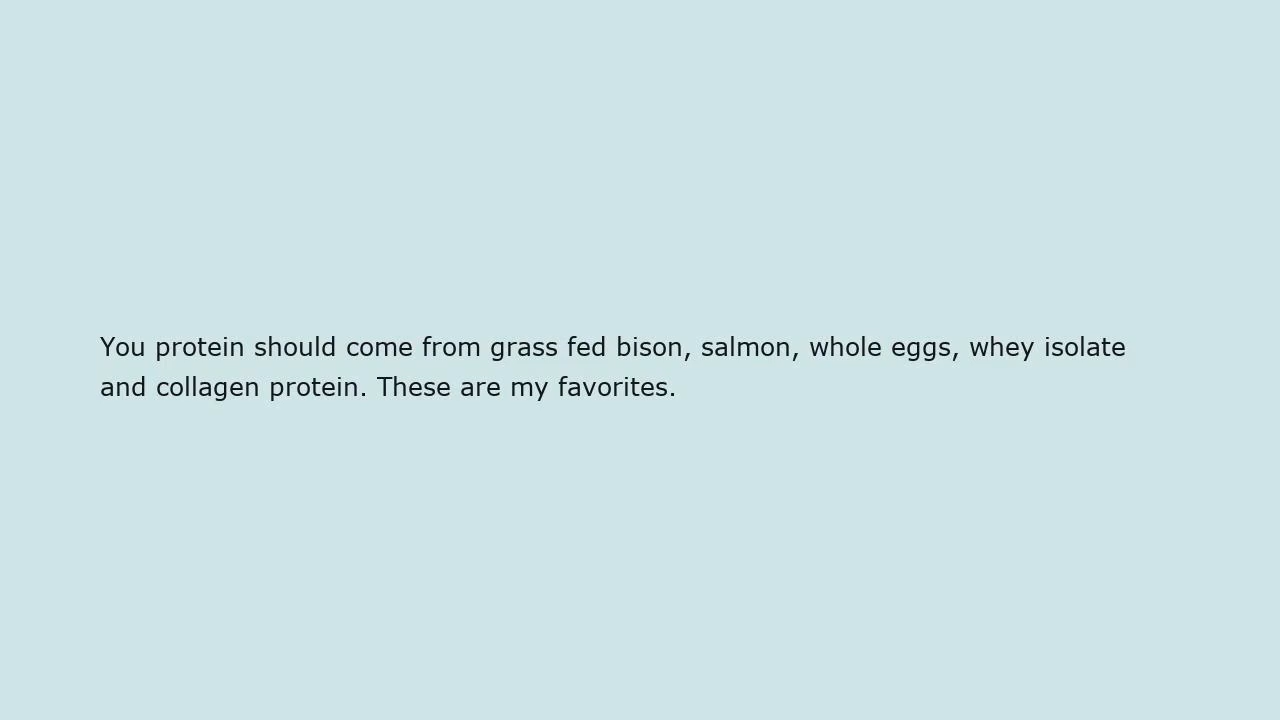 You protein should come from grass fed bison, salmon, whole eggs, whey isolate
and collagen protein. These are my favorites.